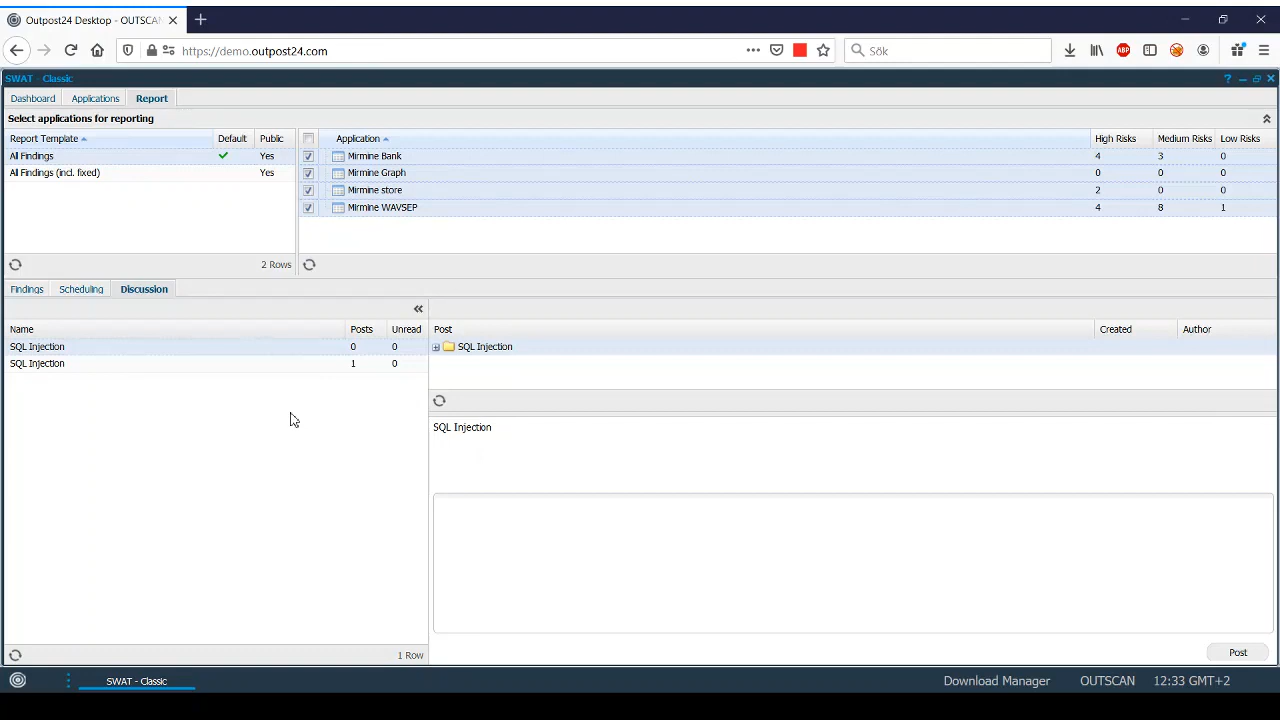 Outpost24 Desktop - OUTSCAN
https://demo.outpost24.com
Sök
ABP
SWAT - Classic
Dashboard Applications Report
Select applications for reporting
Report Template Default Public
All Findings Yes
All Findings (incl. fixed) Yes
2 Rows
Application High Risks Medium Risks Low Risks
Mirmine Bank 4 3 0
Mirmine Graph 0 0 0
Mirmine store 2 0 0
Mirmine WAVSEP 4 8 1
Findings Scheduling Discussion
Name Posts Unread
SQL Injection 0 0
SQL Injection 1 0
1 Row
Post Created Author
SQL Injection
SQL Injection
Post
SWAT - Classic
Download Manager OUTSCAN 12:33 GMT+2